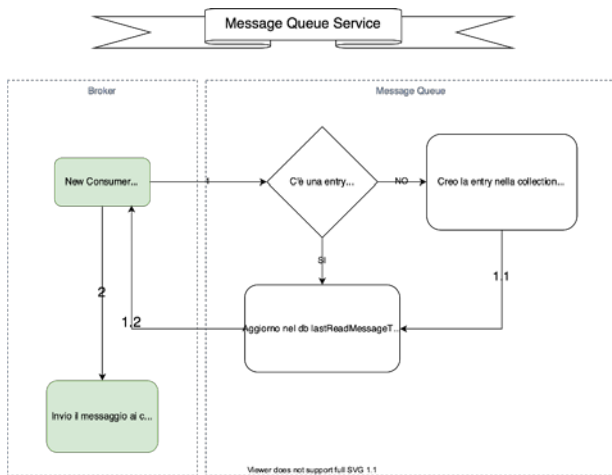 Message Queue Service
Broker
Message Queue
New Consumer...
1
C'è una entry...
NO
Creo la entry nella collection...
SI
1.1
2
1.2
Aggiorno nel db lastReadMessageT...
Invio il messaggio ai c...
Viewer does not support full SVG 1.1